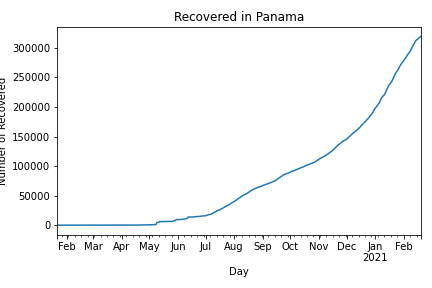 Recovered in Panama
300000
250000
200000
150000
100000
50000
0
Number of Recovered
Feb Mar Apr May Jun Jul Aug Sep Oct Nov Dec Jan Feb
2021
Day